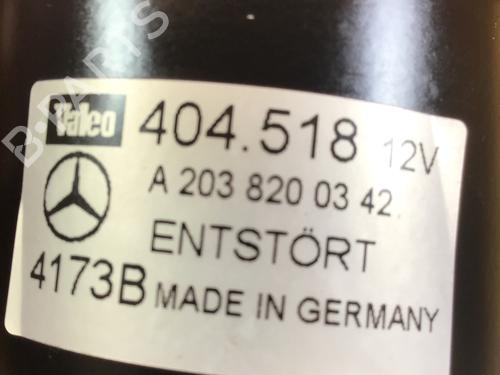 B-PARTS
Valeo 404.518 12V
A 203 820 03 42
ENTSTÖRT
4173B MADE IN GERMANY